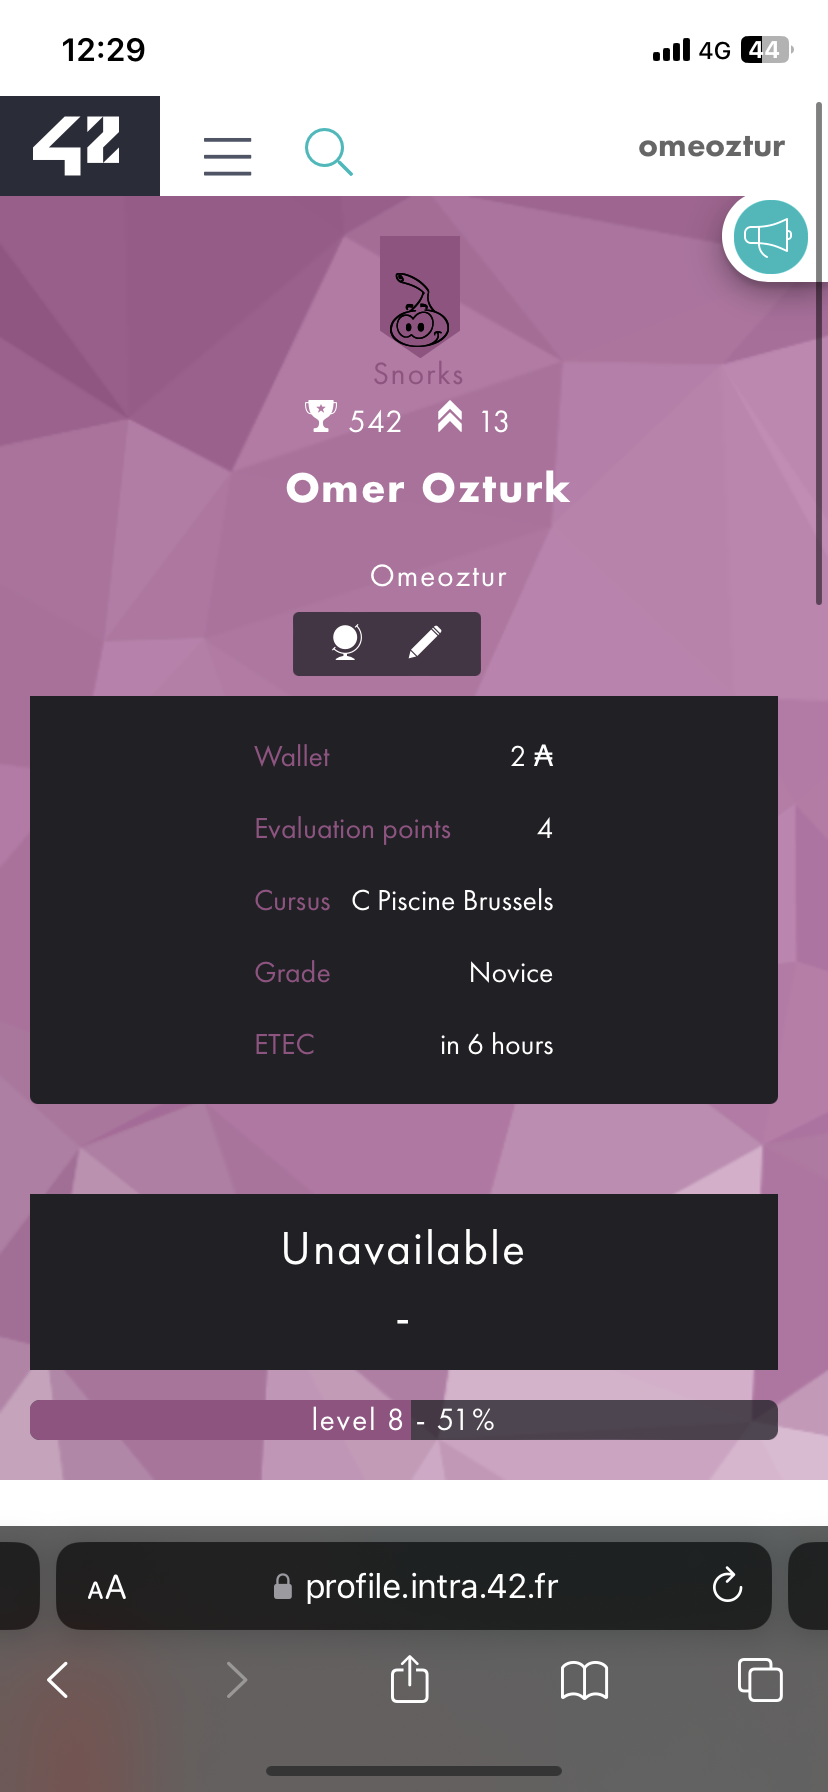 12:29 4G 44
42 omeoztur
Snorks
542 13
Omer Ozturk
Omeoztur
Wallet 2 ₳
Evaluation points 4
Cursus C Piscine Brussels
Grade Novice
ETEC in 6 hours
Unavailable
-
level 8 - 51%
AA profile.intra.42.fr